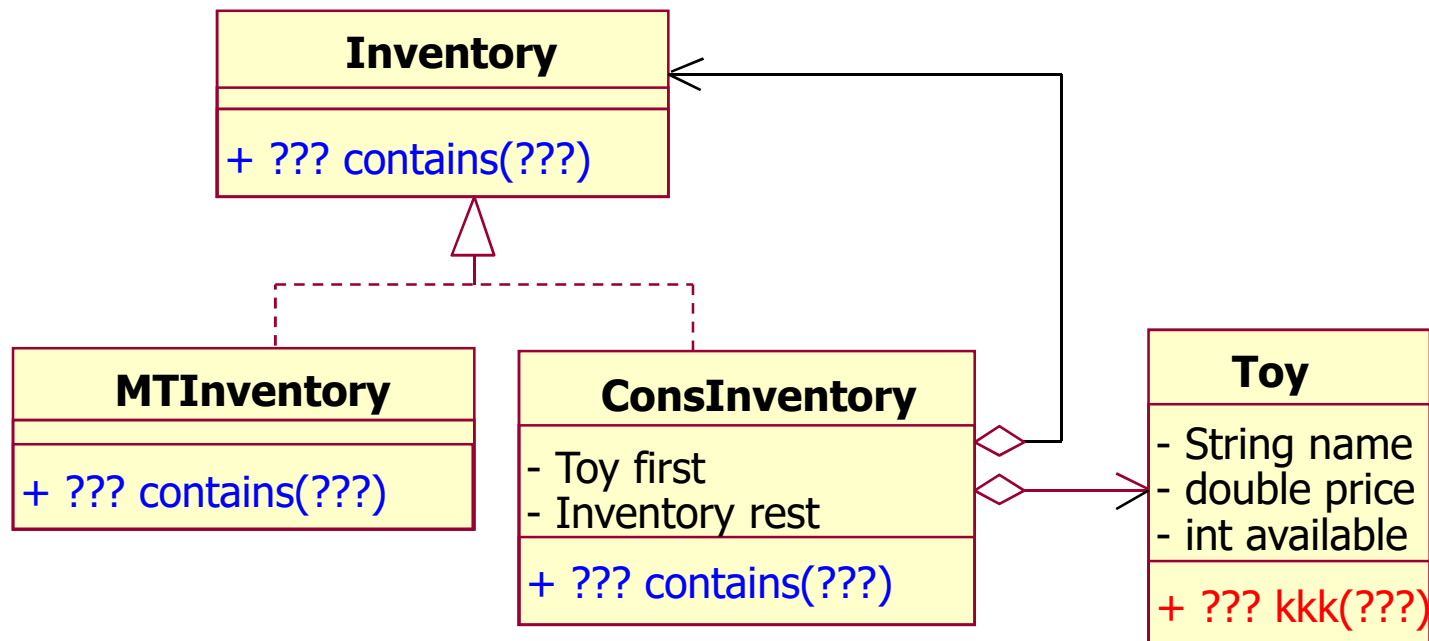 Inventory
+ ??? contains(???)
MTInventory
+ ??? contains(???)
ConsInventory
- Toy first
- Inventory rest
+ ??? contains(???)
Toy
- String name
- double price
- int available
+ ??? kkk(???)